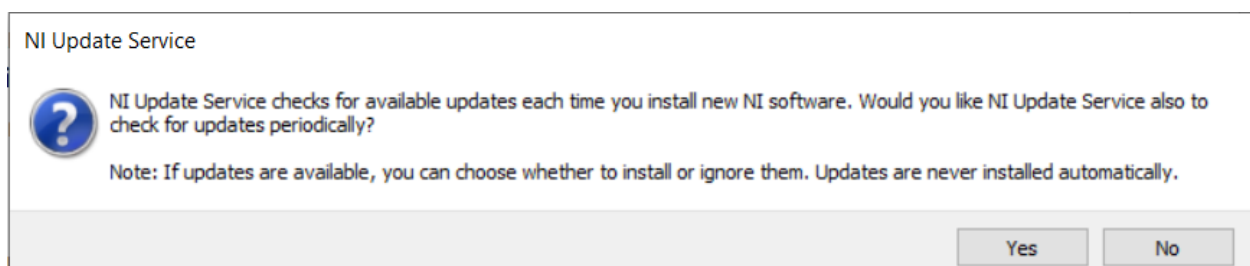 NI Update Service
NI Update Service checks for available updates each time you install new NI software. Would you like NI Update Service also to
check for updates periodically?
Note: If updates are available, you can choose whether to install or ignore them. Updates are never installed automatically.
Yes No